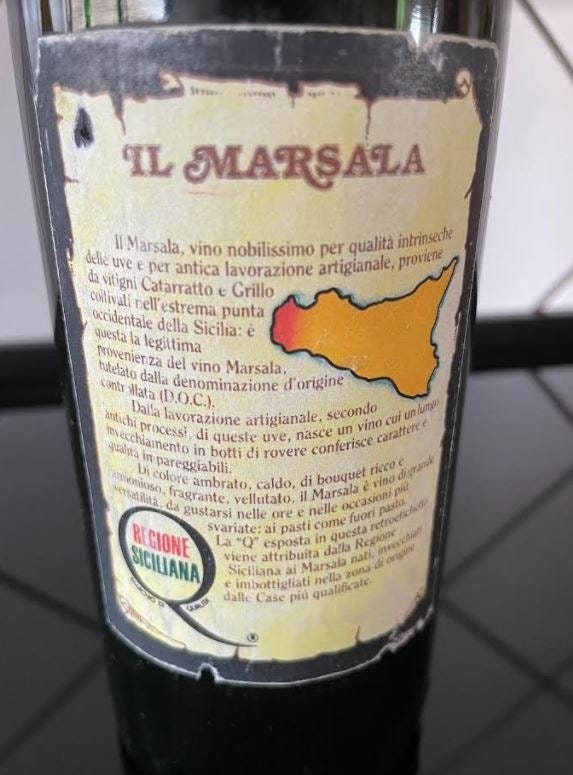 IL MARSALA
Il Marsala, vino nobilissimo per qualità intrinseche
delle uve e per antica lavorazione artigianale, proviene
da vitigni Catarratto e Grillo
coltivati nell'estrema punta
occidentale della Sicilia: è
questa la legittima
provenienza del vino Marsala,
tutelato dalla denominazione d'origine
controllata (D.O.C.).
Dalla lavorazione artigianale, secondo
antichi processi, di queste uve, nasce un vino cui un lungo
invecchiamento in botti di rovere conferisce carattere e
qualità impareggiabili.
Di colore ambrato, caldo, di bouquet ricco e
armonioso, fragrante, vellutato, il Marsala è vino di grande
versatilità, da gustarsi nelle ore e nelle occasioni più
svariate: ai pasti come fuori pasto.
La "Q" esposta in questa retroetichetta
viene attribuita dalla Regione
Siciliana ai Marsala nati, invecchiati
e imbottigliati nella zona di origine
dalle Case più qualificate.
REGIONE
SICILIANA
QUALITÀ
®